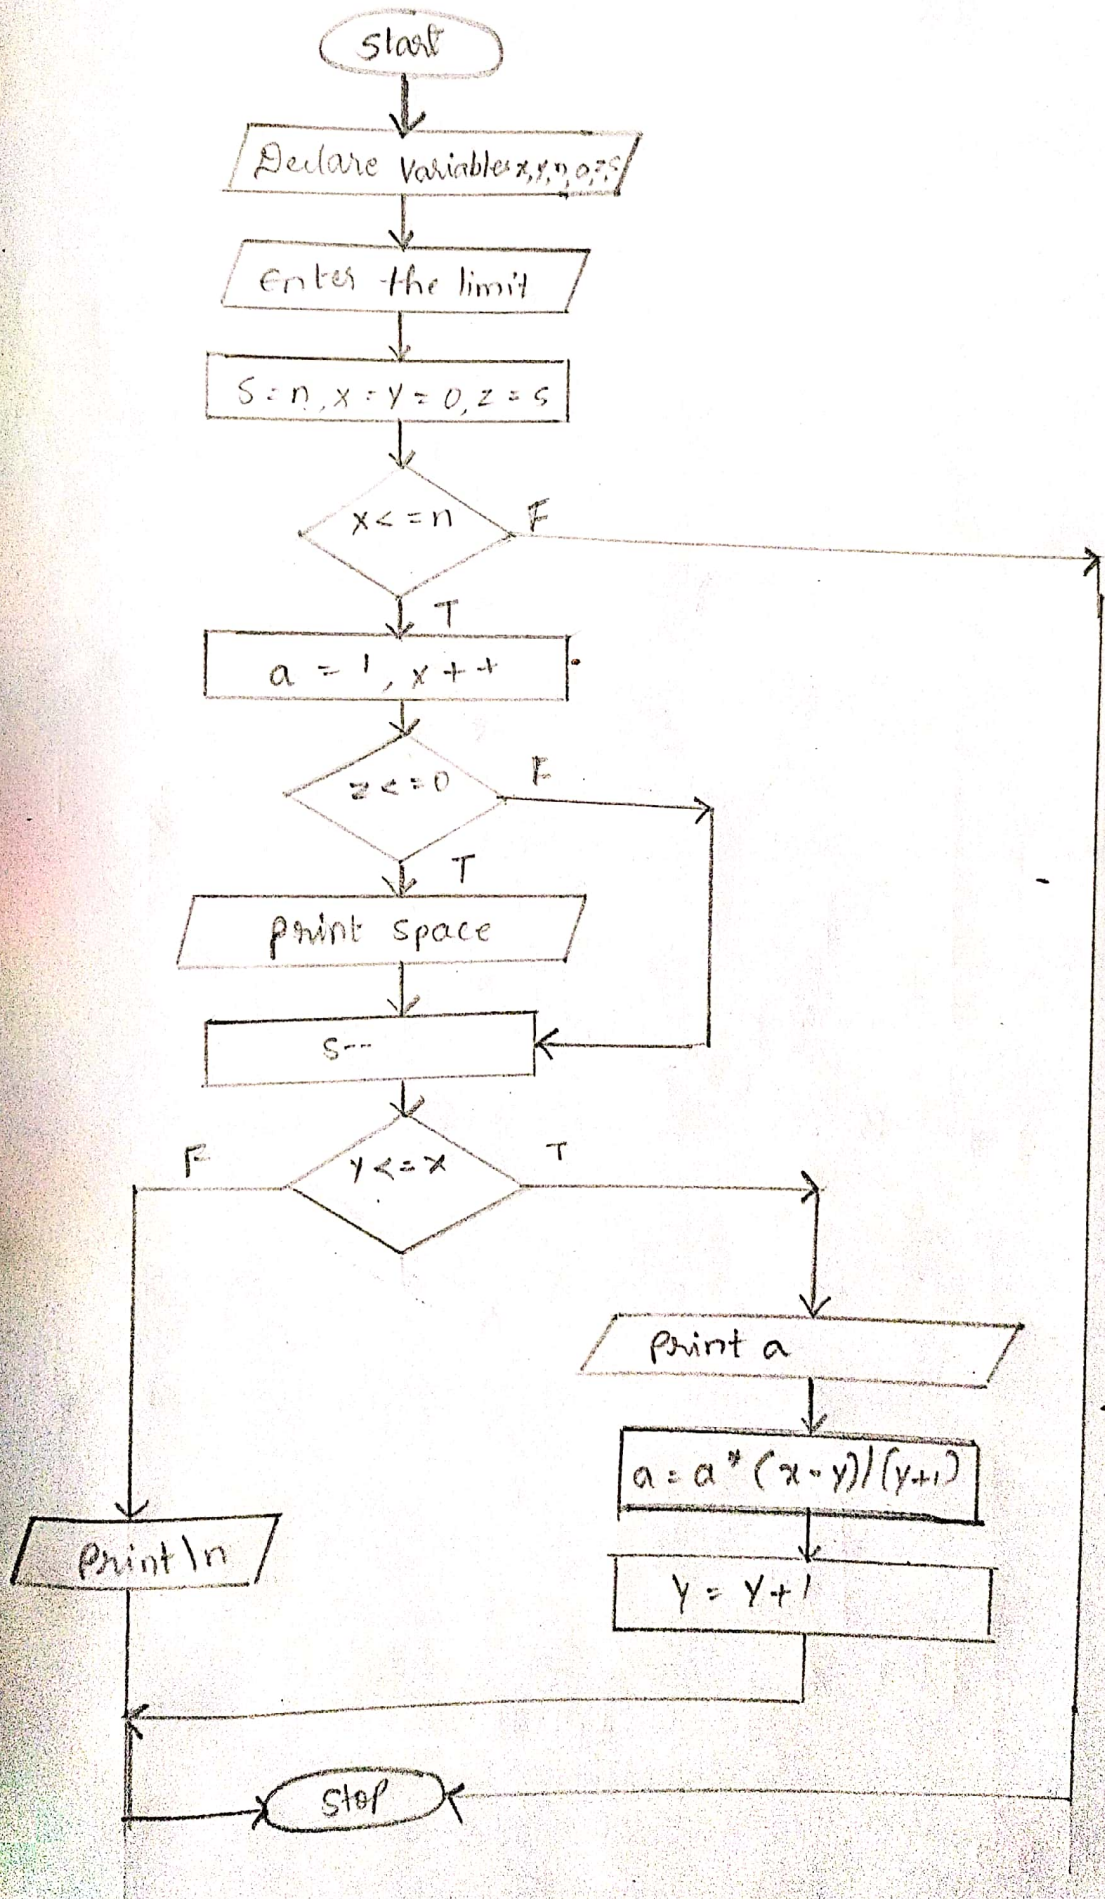 Start
Declare variables x,y,n,a,z,s
Enter the limit
S=n, x=y=0, z=s
x<=n
F
T
a=1, x++
z<=0
F
T
print space
s--
F
y<=x
T
print a
a=a*(x-y)/(y+1)
print\n
y=y+1
Stop